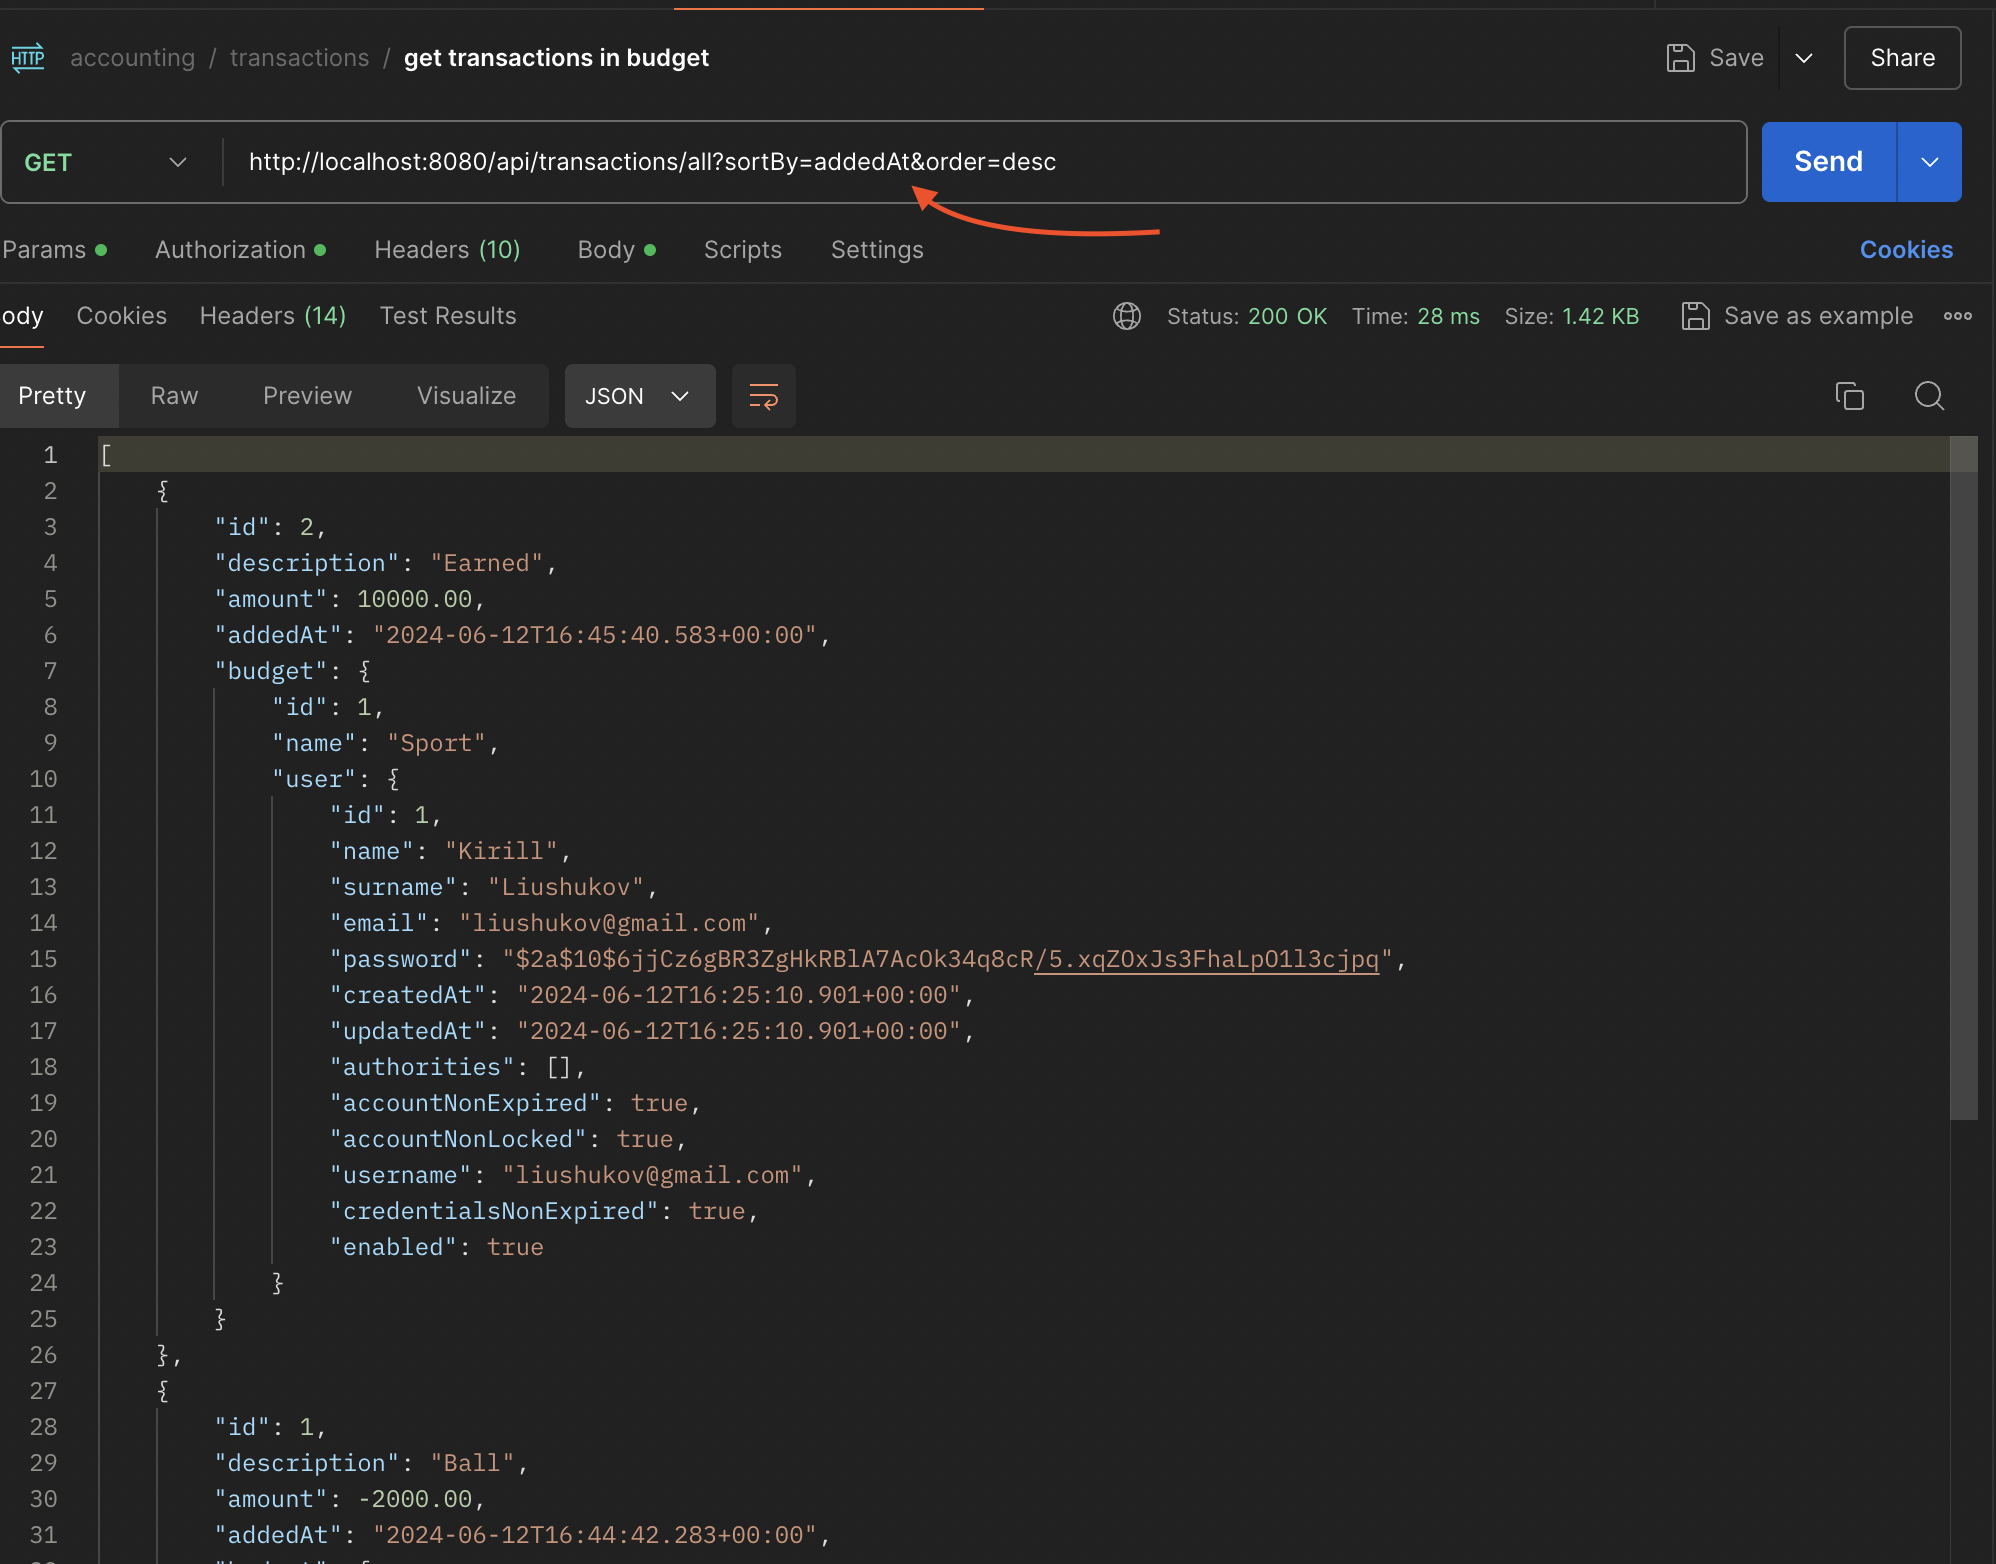 HTTP accounting / transactions / get transactions in budget Save Share
GET http://localhost:8080/api/transactions/all?sortBy=addedAt&order=desc Send
Params Authorization Headers (10) Body Scripts Settings Cookies
ody Cookies Headers (14) Test Results Status: 200 OK Time: 28 ms Size: 1.42 KB Save as example
Pretty Raw Preview Visualize JSON
1 [
2 {
3 "id": 2,
4 "description": "Earned",
5 "amount": 10000.00,
6 "addedAt": "2024-06-12T16:45:40.583+00:00",
7 "budget": {
8 "id": 1,
9 "name": "Sport",
10 "user": {
11 "id": 1,
12 "name": "Kirill",
13 "surname": "Liushukov",
14 "email": "liushukov@gmail.com",
15 "password": "$2a$10$6jjCz6gBR3ZgHkRBlA7AcOk34q8cR/5.xqZOxJs3FhaLpO1l3cjpq",
16 "createdAt": "2024-06-12T16:25:10.901+00:00",
17 "updatedAt": "2024-06-12T16:25:10.901+00:00",
18 "authorities": [],
19 "accountNonExpired": true,
20 "accountNonLocked": true,
21 "username": "liushukov@gmail.com",
22 "credentialsNonExpired": true,
23 "enabled": true
24 }
25 }
26 },
27 {
28 "id": 1,
29 "description": "Ball",
30 "amount": -2000.00,
31 "addedAt": "2024-06-12T16:44:42.283+00:00",